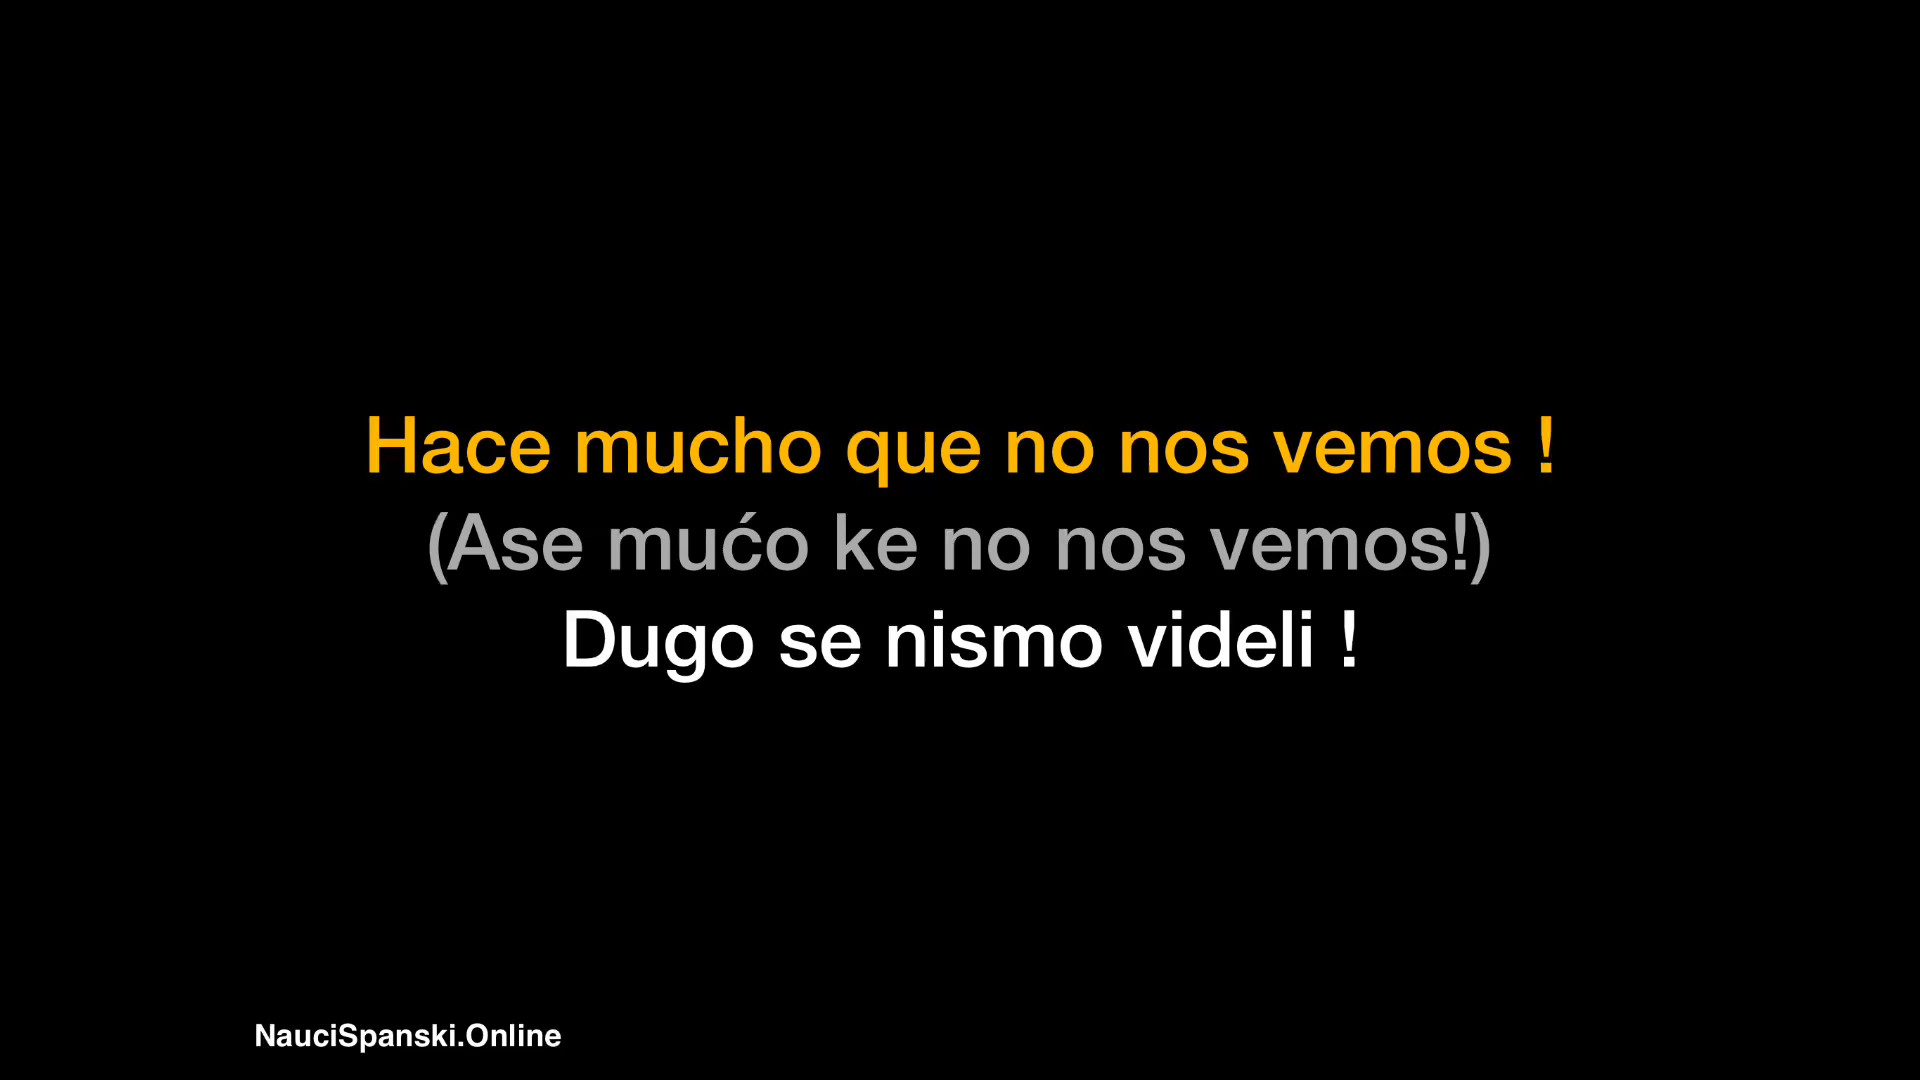 Hace mucho que no nos vemos !
(Ase mućo ke no nos vemos!)
Dugo se nismo videli !
NauciSpanski.Online